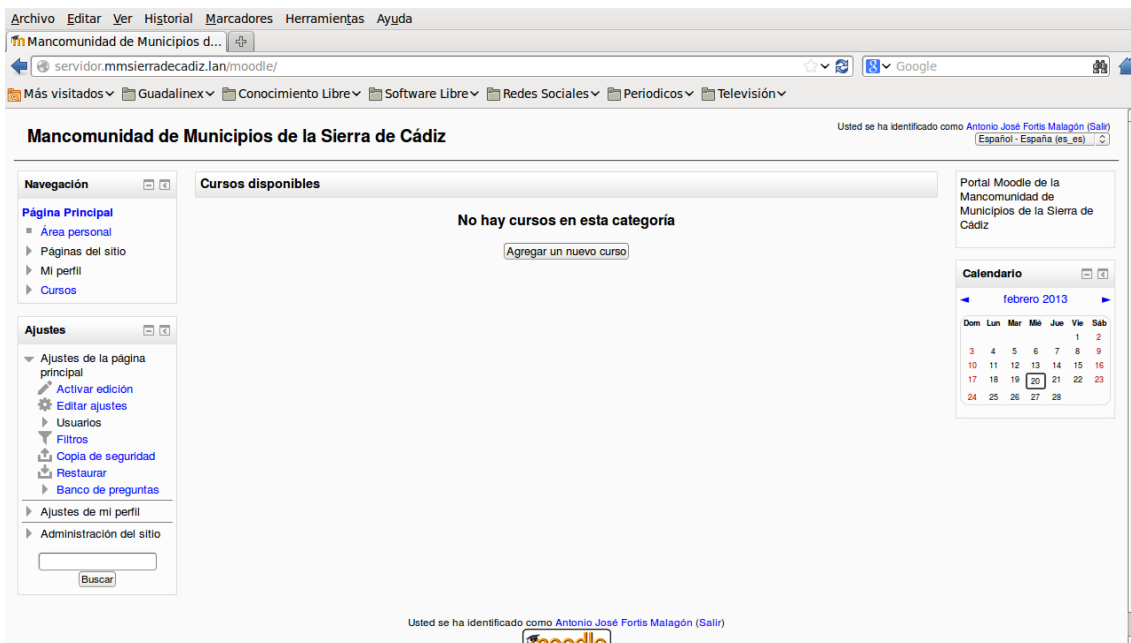 Archivo Editar Ver Historial Marcadores Herramientas Ayuda
Mancomunidad de Municipios d...
servidor.mmsierradecadiz.lan/moodle/
Google
Más visitados Guadalinex Conocimiento Libre Software Libre Redes Sociales Periodicos Televisión
Mancomunidad de Municipios de la Sierra de Cádiz
Usted se ha identificado como Antonio José Fortis Malagón (Salir)
Español - España (es_es)
Navegación
Página Principal
Área personal
Páginas del sitio
Mi perfil
Cursos
Ajustes
Ajustes de la página
principal
Activar edición
Editar ajustes
Usuarios
Filtros
Copia de seguridad
Restaurar
Banco de preguntas
Ajustes de mi perfil
Administración del sitio
Buscar
Cursos disponibles
No hay cursos en esta categoría
Agregar un nuevo curso
Portal Moodle de la
Mancomunidad de
Municipios de la Sierra de
Cádiz
Calendario
febrero 2013
Dom Lun Mar Mié Jue Vie Sáb
1 2
3 4 5 6 7 8 9
10 11 12 13 14 15 16
17 18 19 20 21 22 23
24 25 26 27 28
Usted se ha identificado como Antonio José Fortis Malagón (Salir)
moodle